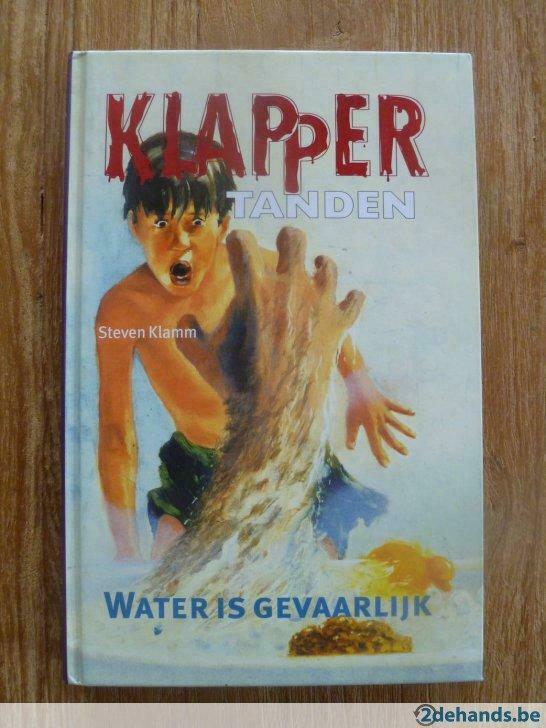 KLAPPER
TANDEN
Steven Klamm
WATER IS GEVAARLIJK
2dehands.be